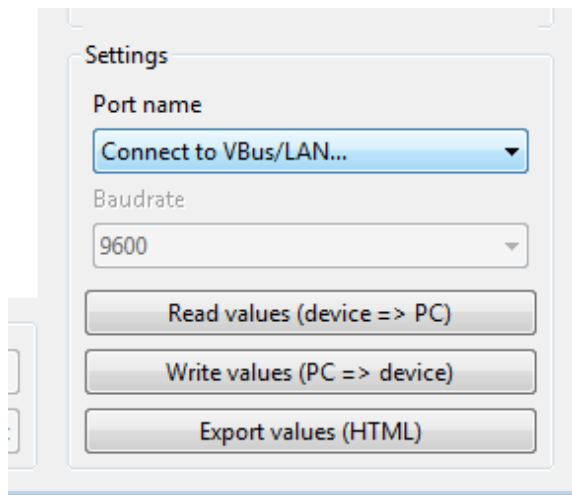 Settings
Port name
Connect to VBus/LAN...
Baudrate
9600
Read values (device => PC)
Write values (PC => device)
Export values (HTML)